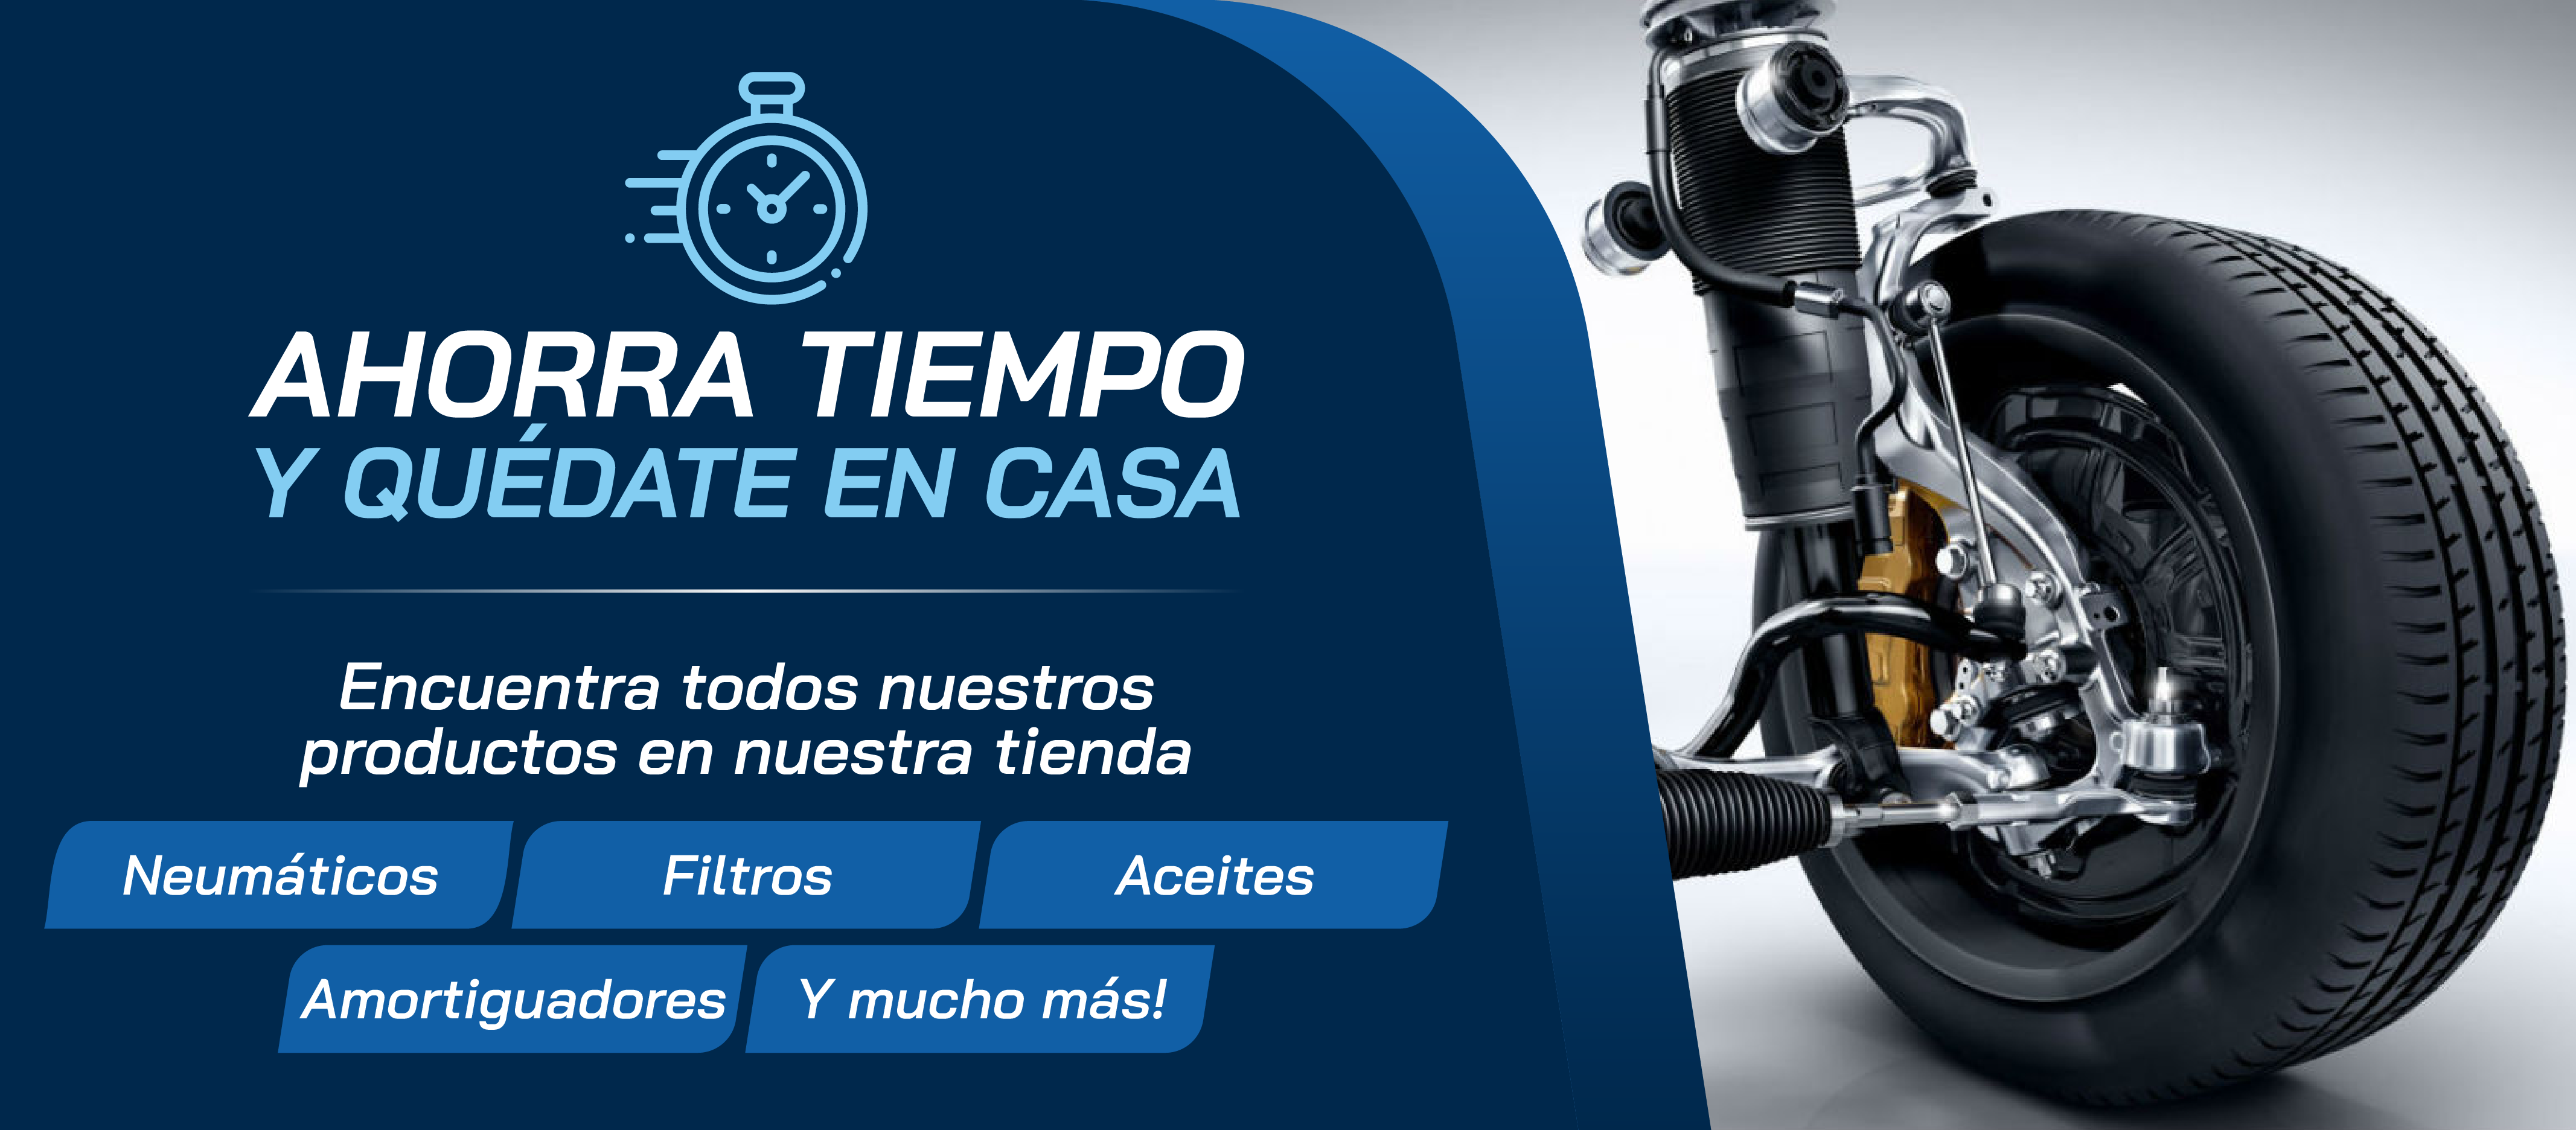 AHORRA TIEMPO
Y QUÉDATE EN CASA
Encuentra todos nuestros
productos en nuestra tienda
Neumáticos
Filtros
Aceites
Amortiguadores
Y mucho más!